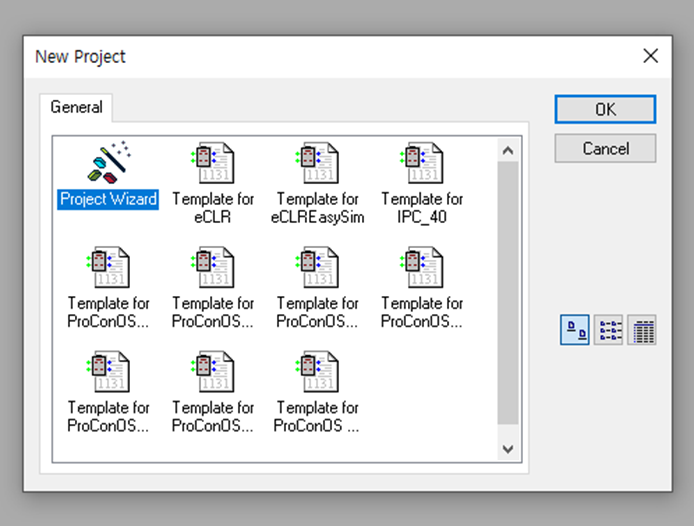 New Project
General
OK
Cancel
Project Wizard
Template for
eCLR
Template for
eCLREasySim
Template for
IPC_40
Template for
ProConOS...
Template for
ProConOS...
Template for
ProConOS...
Template for
ProConOS...
Template for
ProConOS...
Template for
ProConOS...
Template for
ProConOS ...
1131
1131
1131
1131
1131
1131
1131
1131
1131
1131